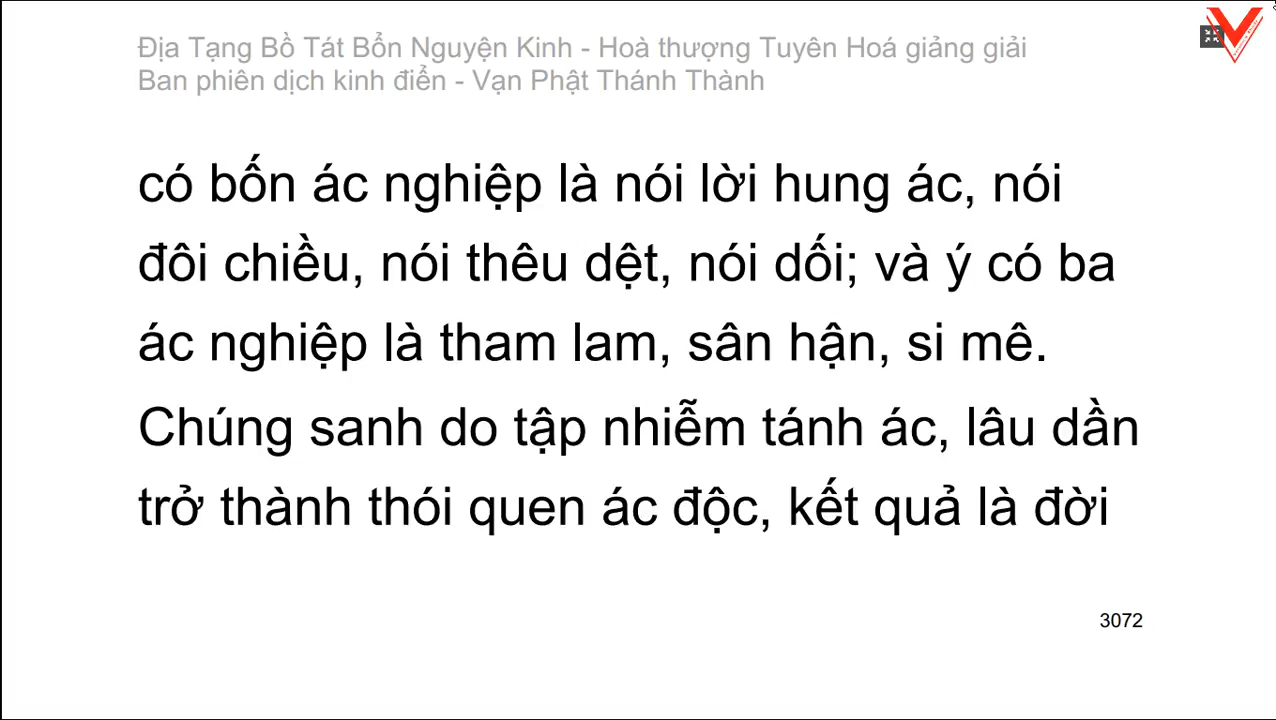 Địa Tạng Bồ Tát Bổn Nguyện Kinh - Hoà thượng Tuyên Hoá giảng giải
Ban phiên dịch kinh điển - Vạn Phật Thánh Thành
có bốn ác nghiệp là nói lời hung ác, nói
đôi chiều, nói thêu dệt, nói dối; và ý có ba
ác nghiệp là tham lam, sân hận, si mê.
Chúng sanh do tập nhiễm tánh ác, lâu dần
trở thành thói quen ác độc, kết quả là đời
3072